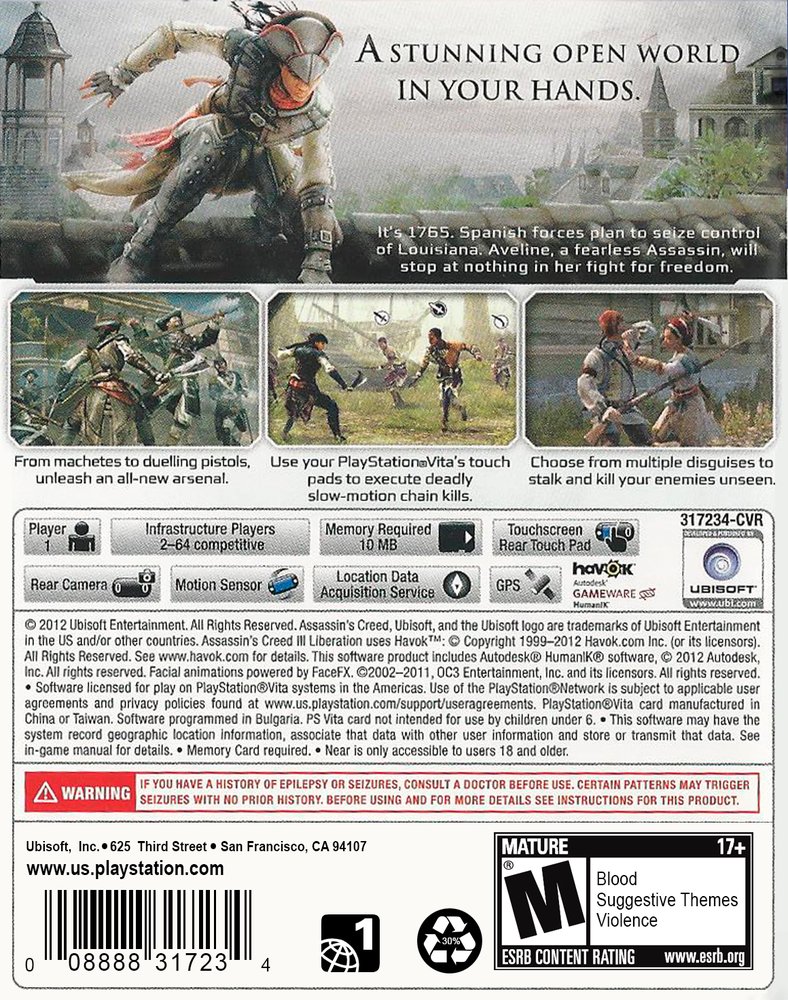 A STUNNING OPEN WORLD
IN YOUR HANDS.
It's 1765. Spanish forces plan to seize control
of Louisiana. Aveline, a fearless Assassin, will
stop at nothing in her fight for freedom.
From machetes to duelling pistols,
unleash an all-new arsenal.
Use your PlayStation®Vita's touch
pads to execute deadly
slow-motion chain kills.
Choose from multiple disguises to
stalk and kill your enemies unseen.
317234-CVR
Player
1
Infrastructure Players
2–64 competitive
Memory Required
10 MB
Touchscreen
Rear Touch Pad
DEVELOPED & PUBLISHED BY
UBISOFT
www.ubi.com
Rear Camera
Motion Sensor
Location Data
Acquisition Service
GPS
havok
Autodesk®
GAMEWARE
HumanIK®
© 2012 Ubisoft Entertainment. All Rights Reserved. Assassin's Creed, Ubisoft, and the Ubisoft logo are trademarks of Ubisoft Entertainment
in the US and/or other countries. Assassin's Creed III Liberation uses Havok™: © Copyright 1999–2012 Havok.com Inc. (or its licensors).
All Rights Reserved. See www.havok.com for details. This software product includes Autodesk® HumanIK® software, © 2012 Autodesk,
Inc. All rights reserved. Facial animations powered by FaceFX. ©2002–2011, OC3 Entertainment, Inc. and its licensors. All rights reserved.
• Software licensed for play on PlayStation®Vita systems in the Americas. Use of the PlayStation®Network is subject to applicable user
agreements and privacy policies found at www.us.playstation.com/support/useragreements. PlayStation®Vita card manufactured in
China or Taiwan. Software programmed in Bulgaria. PS Vita card not intended for use by children under 6. • This software may have the
system record geographic location information, associate that data with other user information and store or transmit that data. See
in-game manual for details. • Memory Card required. • Near is only accessible to users 18 and older.
WARNING
IF YOU HAVE A HISTORY OF EPILEPSY OR SEIZURES, CONSULT A DOCTOR BEFORE USE. CERTAIN PATTERNS MAY TRIGGER
SEIZURES WITH NO PRIOR HISTORY. BEFORE USING AND FOR MORE DETAILS SEE INSTRUCTIONS FOR THIS PRODUCT.
Ubisoft, Inc. • 625 Third Street • San Francisco, CA 94107
www.us.playstation.com
0 08888 31723 4
1
30%
MATURE 17+
M
®
Blood
Suggestive Themes
Violence
ESRB CONTENT RATING www.esrb.org